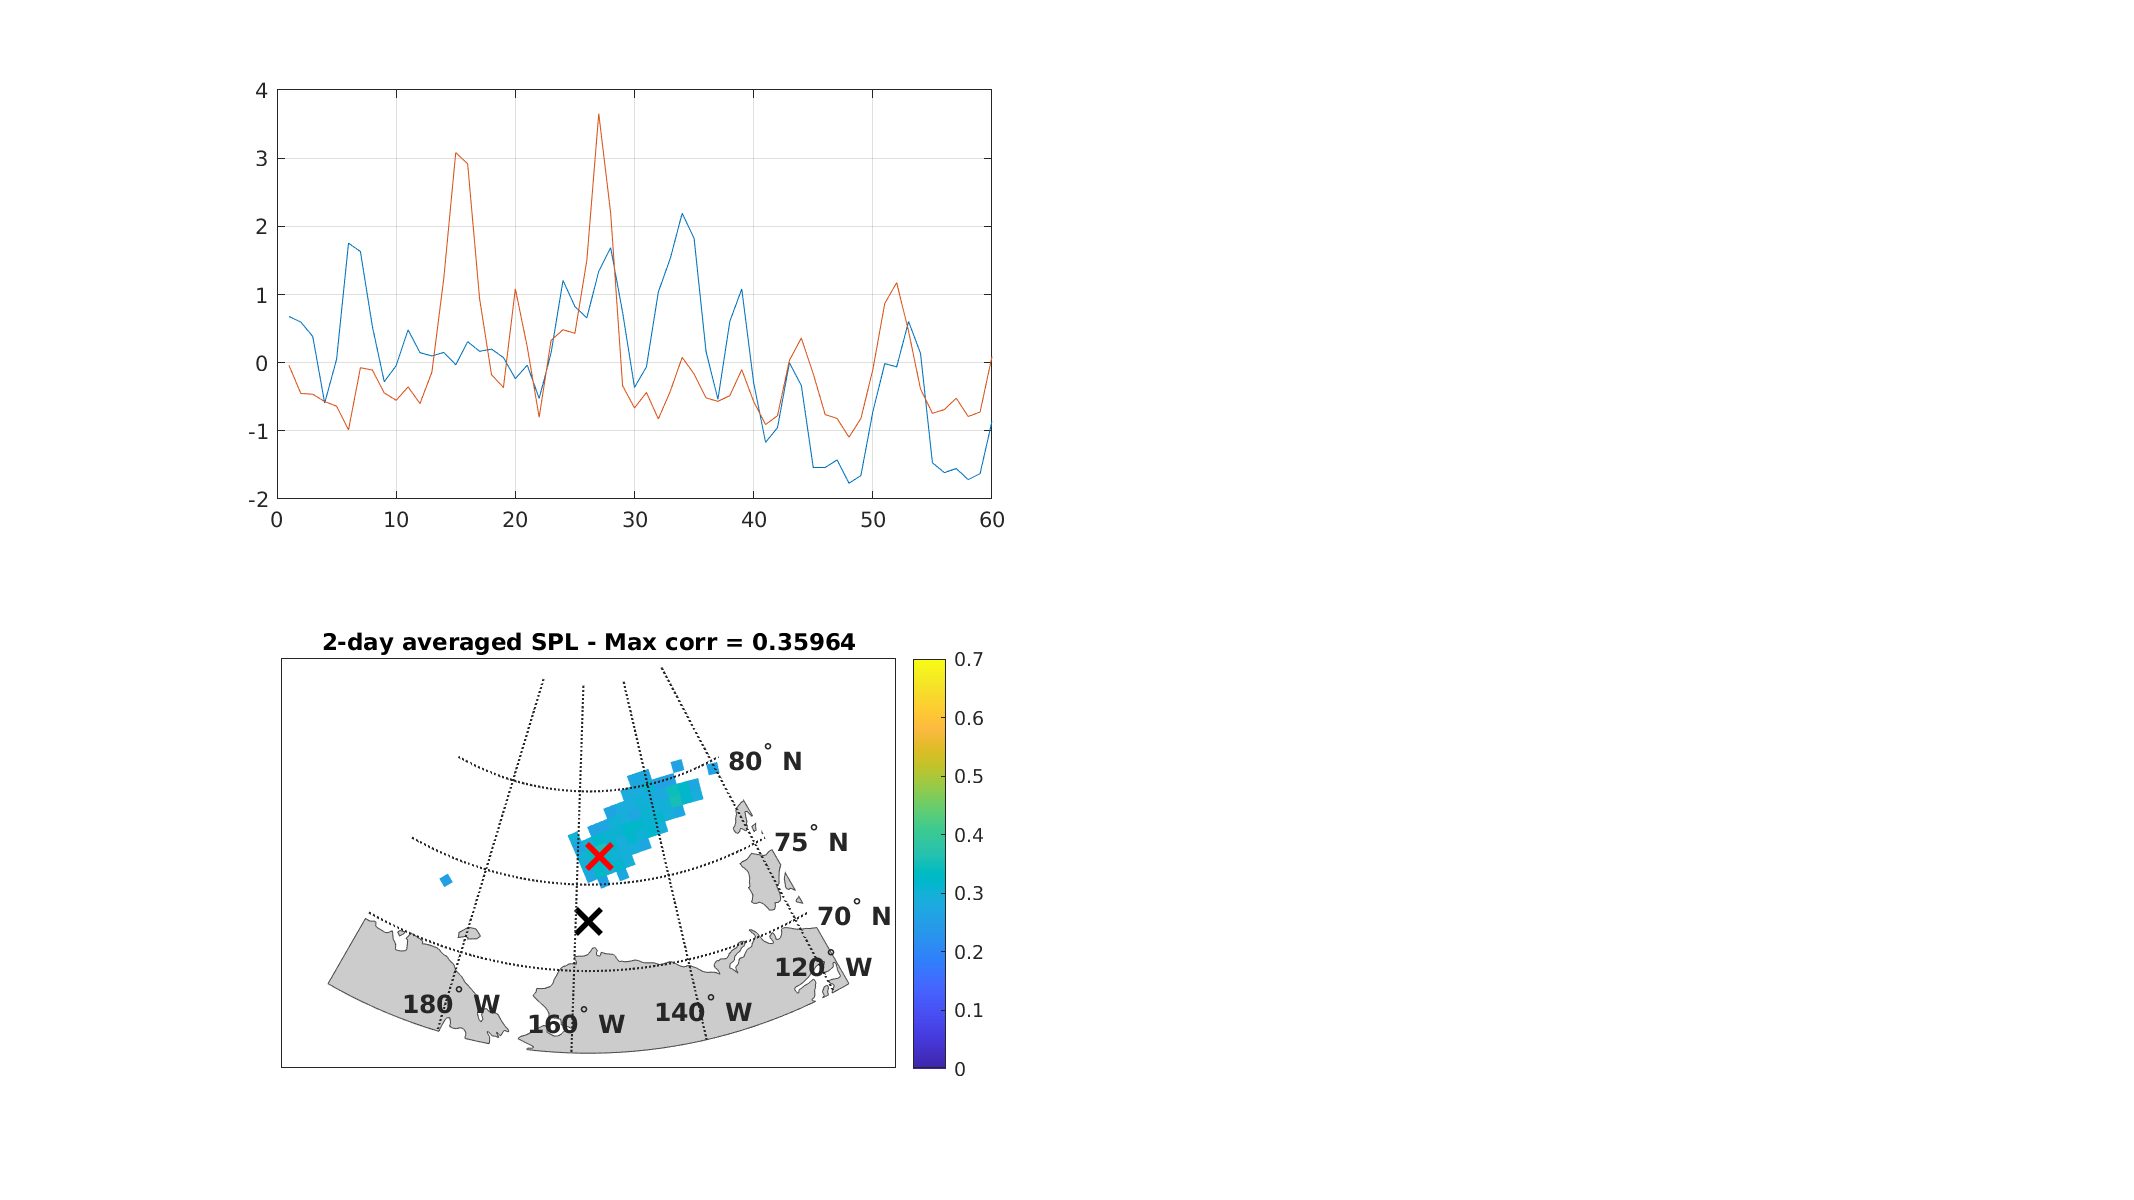 4
3
2
1
0
-1
-2
0 10 20 30 40 50 60
2-day averaged SPL - Max corr = 0.35964
0.7
0.6
0.5
0.4
0.3
0.2
0.1
0
80° N
75° N
70° N
120° W
180° W
160° W
140° W